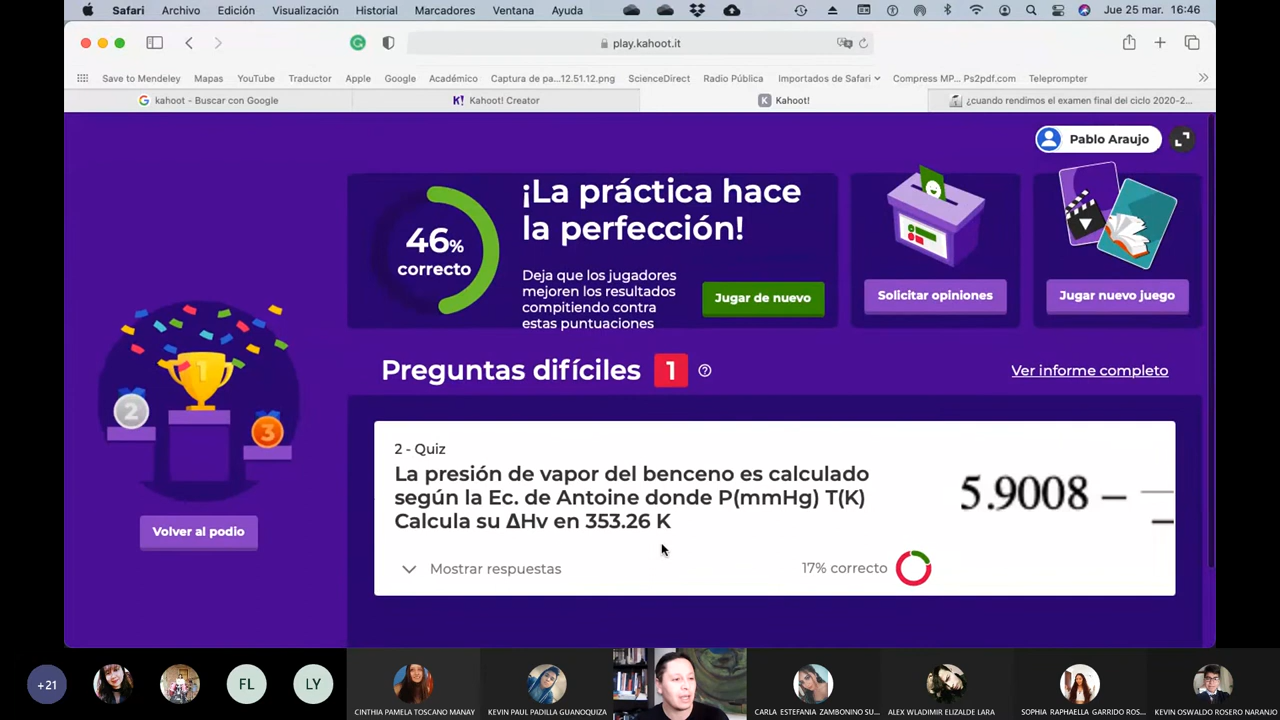 Safari Archivo Edición Visualización Historial Marcadores Ventana Ayuda Jue 25 mar. 16:46
play.kahoot.it
Save to Mendeley Mapas YouTube Traductor Apple Google Académico Captura de pa...12.51.12.png ScienceDirect Radio Pública Importados de Safari Compress MP... Ps2pdf.com Teleprompter
kahoot - Buscar con Google
K! Kahoot! Creator
K Kahoot!
¿cuando rendimos el examen final del ciclo 2020-2...
Pablo Araujo
46%
correcto
¡La práctica hace
la perfección!
Deja que los jugadores
mejoren los resultados
compitiendo contra
estas puntuaciones
Jugar de nuevo
Solicitar opiniones
Jugar nuevo juego
1
2
3
Volver al podio
Preguntas difíciles 1
Ver informe completo
2 - Quiz
La presión de vapor del benceno es calculado
según la Ec. de Antoine donde P(mmHg) T(K)
Calcula su ΔHv en 353.26 K
5.9008 −
Mostrar respuestas
17% correcto
+21
FL
LY
CINTHIA PAMELA TOSCANO MANAY
KEVIN PAUL PADILLA GUANOQUIZA
CARLA ESTEFANIA ZAMBONINO SU...
ALEX WLADIMIR ELIZALDE LARA
SOPHIA RAPHAELLA GARRIDO ROS...
KEVIN OSWALDO ROSERO NARANJO